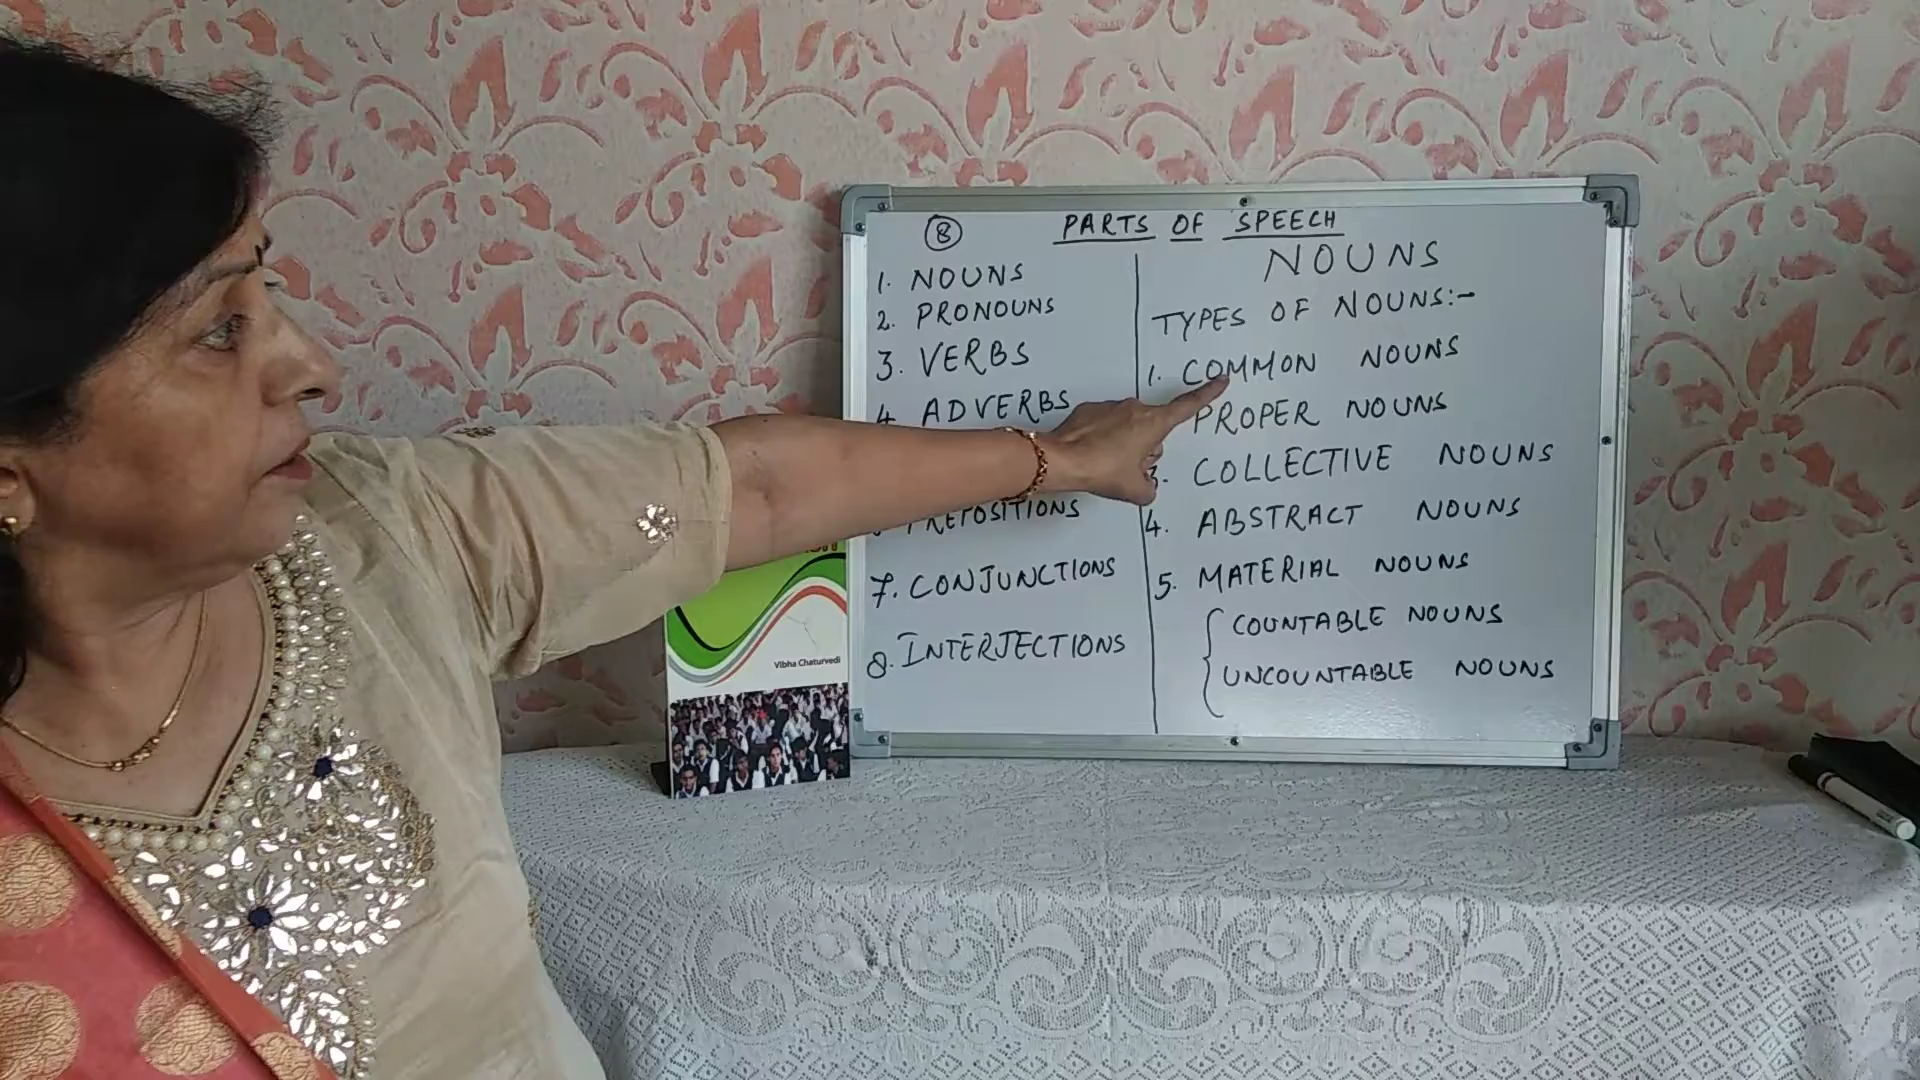 8
PARTS OF SPEECH
1. NOUNS
2. PRONOUNS
3. VERBS
4 ADVERBS
PREPOSITIONS
7. CONJUNCTIONS
8. INTERJECTIONS
NOUNS
TYPES OF NOUNS:-
1. COMMON NOUNS
PROPER NOUNS
3. COLLECTIVE NOUNS
4. ABSTRACT NOUNS
5. MATERIAL NOUNS
COUNTABLE NOUNS
UNCOUNTABLE NOUNS
Vibha Chaturvedi